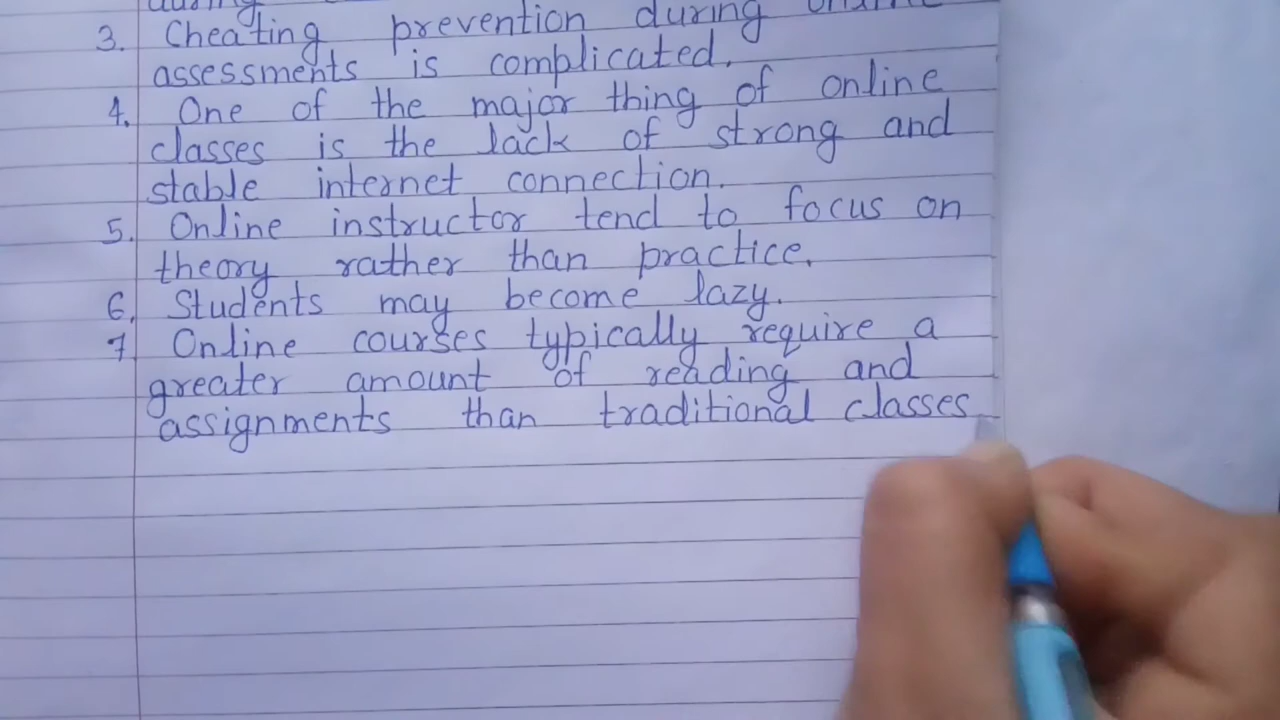 during
3. Cheating prevention during online
assessments is complicated.
4. One of the major thing of online
classes is the lack of strong and
stable internet connection.
5. Online instructor tend to focus on
theory rather than practice.
6. Students may become lazy.
7 Online courses typically require a
greater amount of reading and
assignments than traditional classes